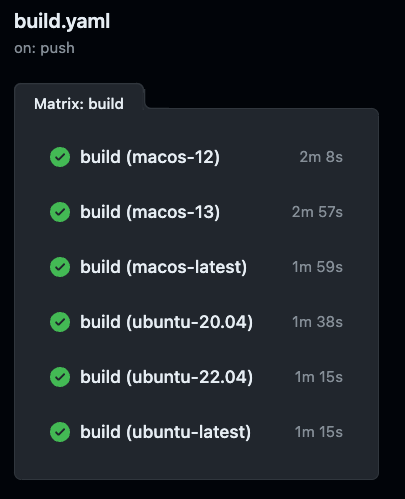 build.yaml
on: push
Matrix: build
build (macos-12) 2m 8s
build (macos-13) 2m 57s
build (macos-latest) 1m 59s
build (ubuntu-20.04) 1m 38s
build (ubuntu-22.04) 1m 15s
build (ubuntu-latest) 1m 15s